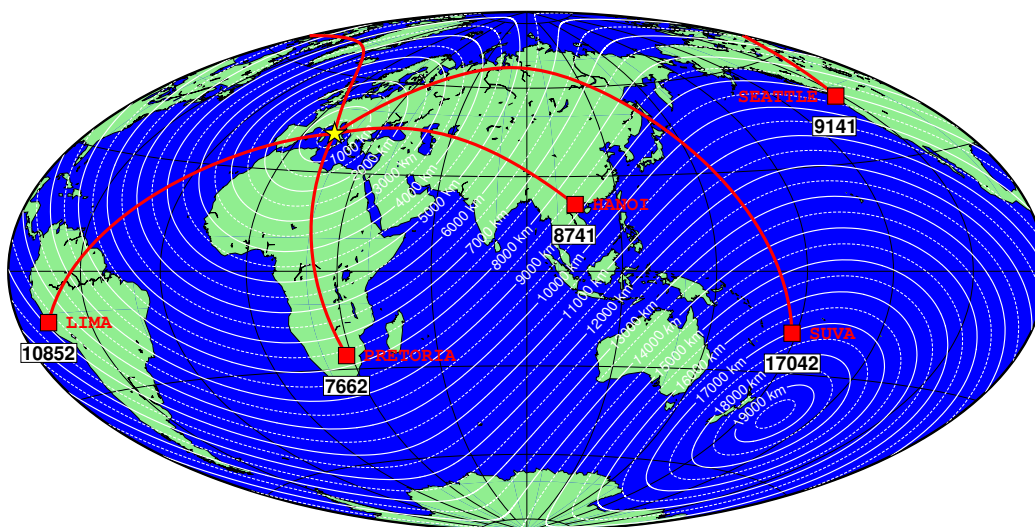 SEATTLE
9141
1000 km
2000 km
3000 km
4000 km
5000 km
6000 km
7000 km
8000 km
9000 km
10000 km
11000 km
12000 km
13000 km
14000 km
15000 km
16000 km
17000 km
18000 km
19000 km
HANOI
8741
LIMA
10852
SUVA
17042
PRETORIA
7662